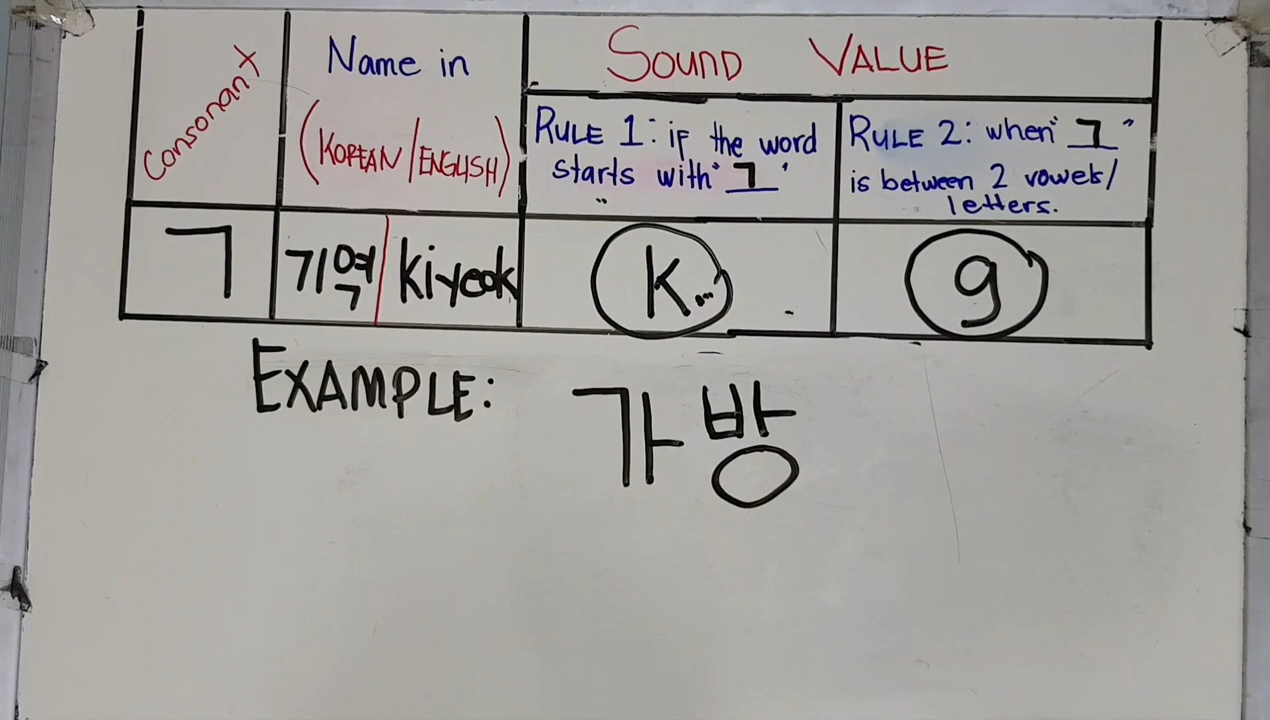 Consonant
Name in
(KOREAN/ENGLISH)
SOUND VALUE
RULE 1: if the word
starts with "ㄱ"
RULE 2: when "ㄱ"
is between 2 vowels/
letters.
ㄱ
기역
kiyeok
K...
g
EXAMPLE: 가방